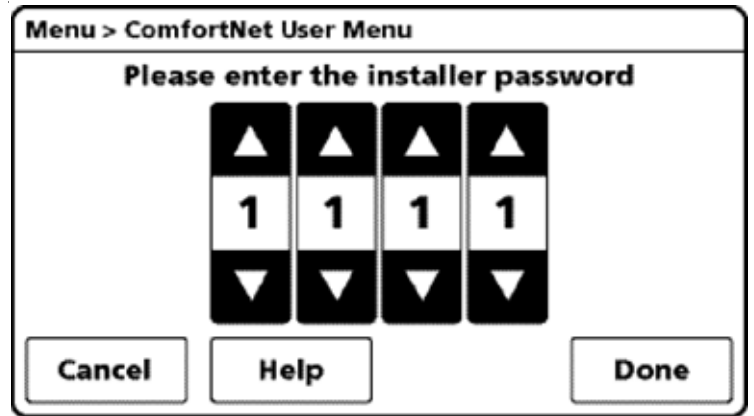 Menu > ComfortNet User Menu
Please enter the installer password
1 1 1 1
Cancel Help Done